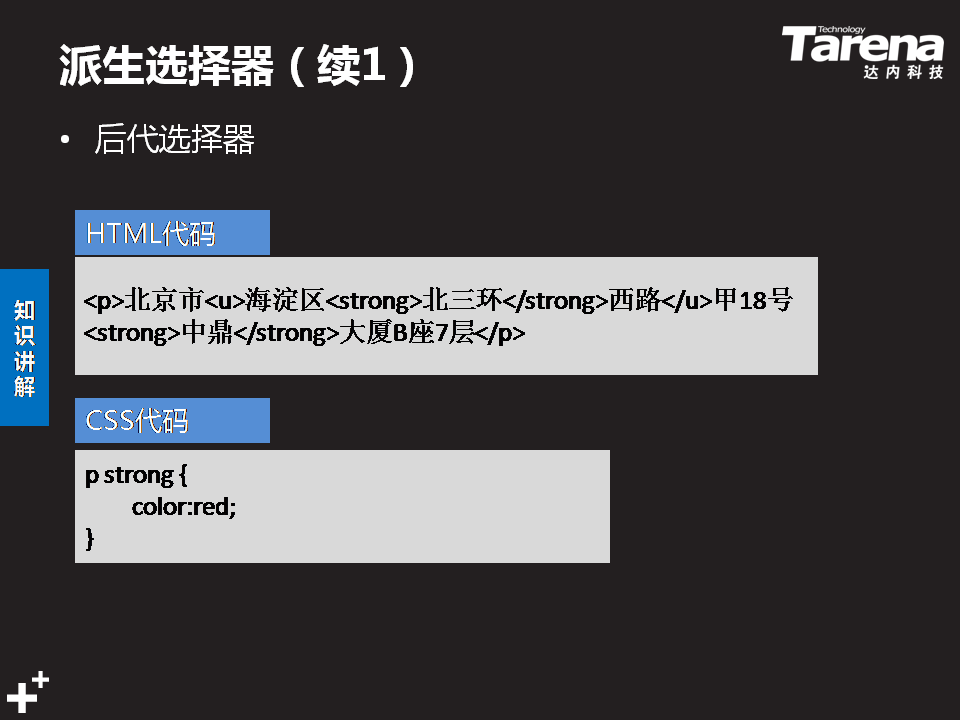 派生选择器（续1）
Technology
Tarena
达内科技
• 后代选择器
HTML代码
<p>北京市<u>海淀区<strong>北三环</strong>西路</u>甲18号
<strong>中鼎</strong>大厦B座7层</p>
知识讲解
CSS代码
p strong {
color:red;
}